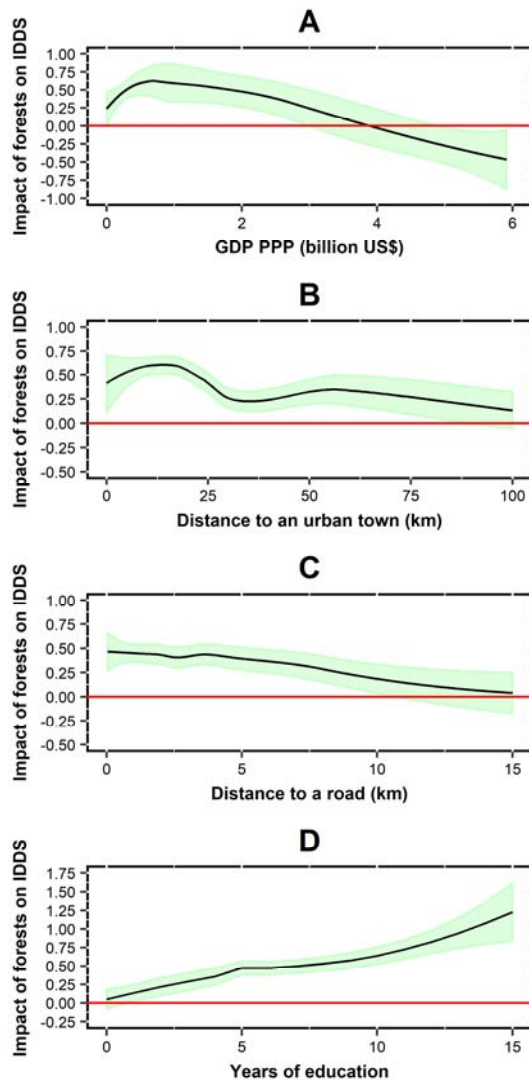 A
Impact of forests on IDDS
1.00
0.75
0.50
0.25
0.00
-0.25
-0.50
-0.75
-1.00
0 2 4 6
GDP PPP (billion US$)
B
Impact of forests on IDDS
1.00
0.75
0.50
0.25
0.00
-0.25
-0.50
0 25 50 75 100
Distance to an urban town (km)
C
Impact of forests on IDDS
1.00
0.75
0.50
0.25
0.00
-0.25
-0.50
0 5 10 15
Distance to a road (km)
D
Impact of forests on IDDS
1.75
1.50
1.25
1.00
0.75
0.50
0.25
0.00
-0.25
0 5 10 15
Years of education